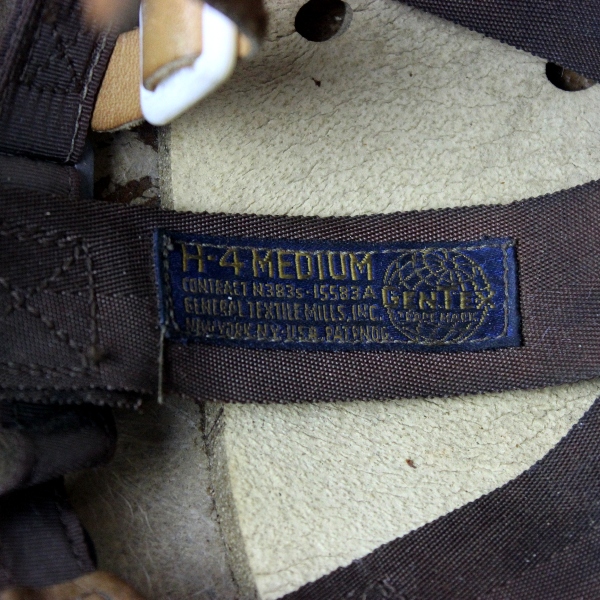 H-4 MEDIUM
CONTRACT N383s-15583A
GENERAL TEXTILE MILLS, INC.
NEW YORK N.Y. U.S.A. PAT. PNDG.
GENTEX
TRADE MARK